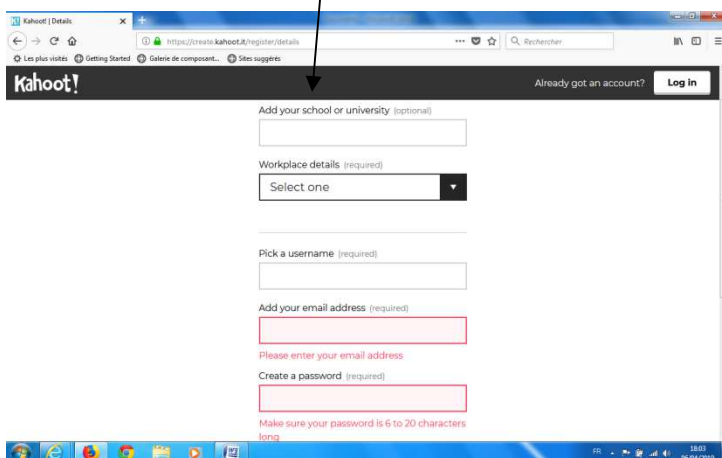 Kahoot! | Details
https://create.kahoot.it/register/details
Rechercher
Les plus visités Getting Started Galerie de composant... Sites suggérés
Kahoot!
Already got an account? Log in
Add your school or university (optional)
Workplace details (required)
Select one
Pick a username (required)
Add your email address (required)
Please enter your email address
Create a password (required)
Make sure your password is 6 to 20 characters
long
FR 18:03
06/04/2019